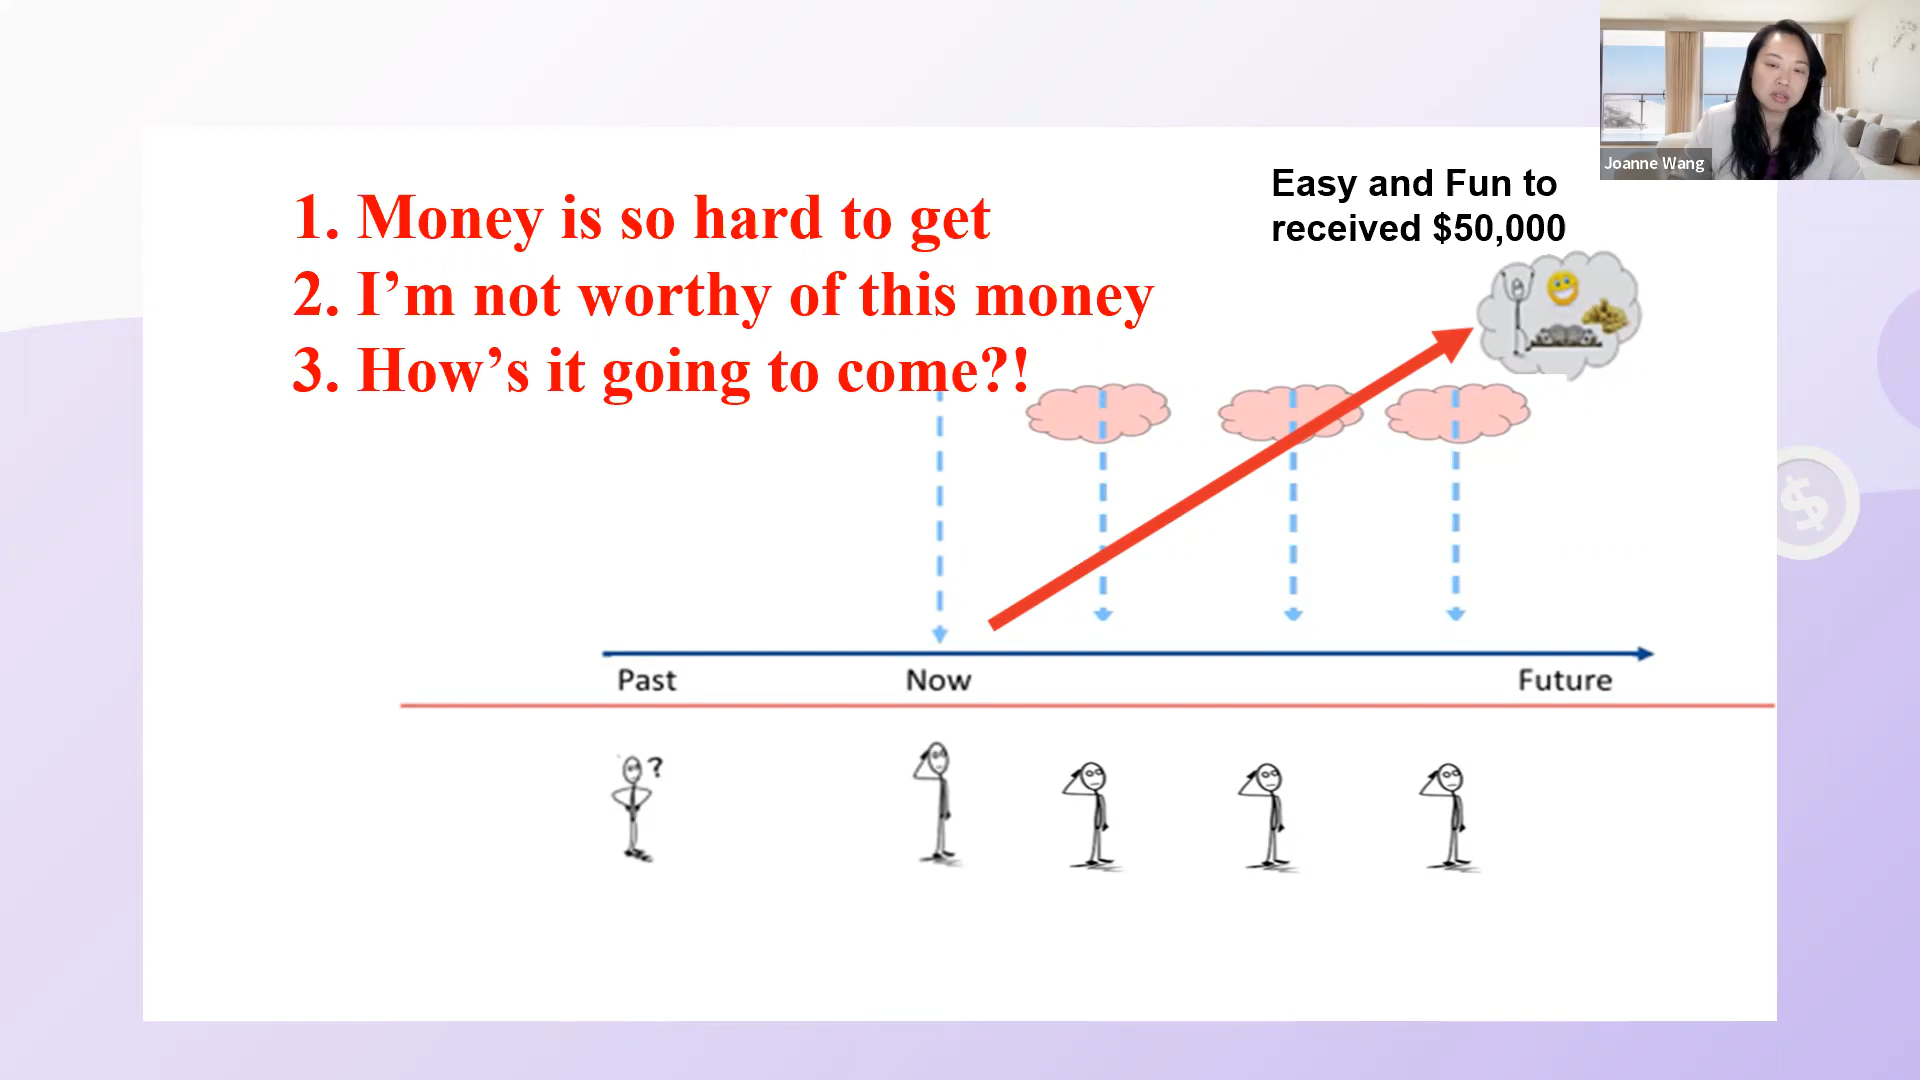 1. Money is so hard to get
2. I’m not worthy of this money
3. How’s it going to come?!
Easy and Fun to
received $50,000
Joanne Wang
$
Past
Now
Future
?